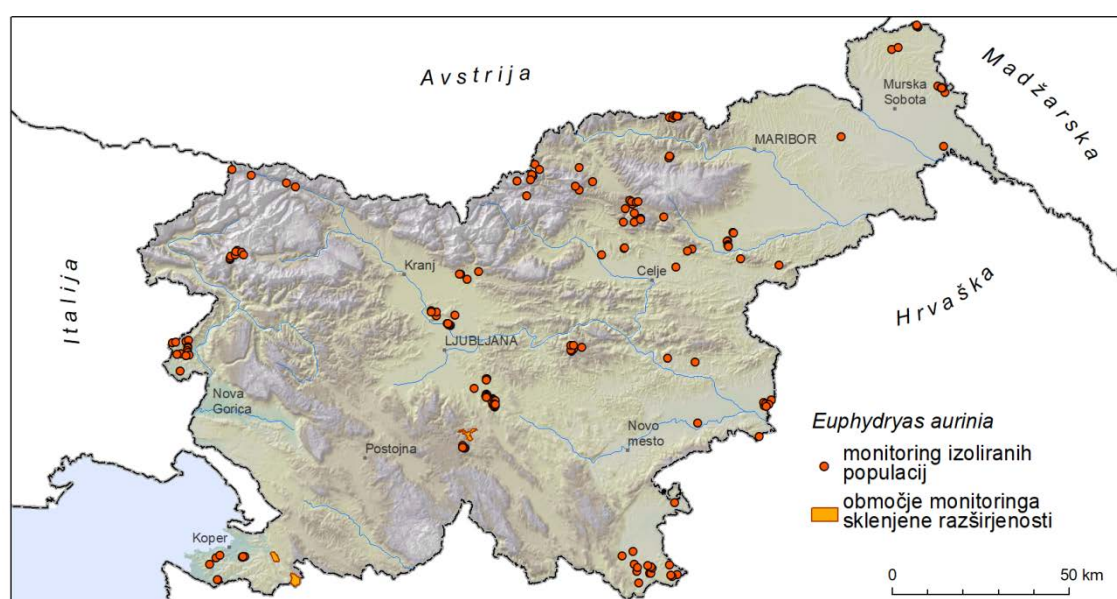 Avstrija
Madžarska
Murska
Sobota
MARIBOR
Italija
Kranj
Celje
Hrvaška
LJUBLJANA
Nova
Gorica
Novo
mesto
Postojna
Koper
Euphydryas aurinia
monitoring izoliranih
populacij
območje monitoringa
sklenjene razširjenosti
0 50 km